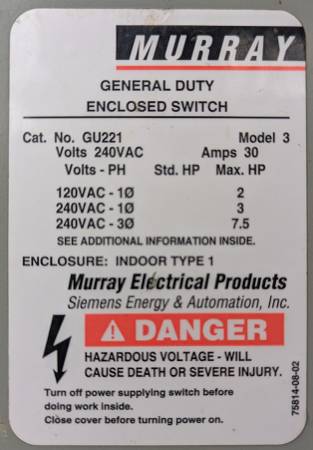 MURRAY
GENERAL DUTY
ENCLOSED SWITCH
Cat. No. GU221 Model 3
Volts 240VAC Amps 30
Volts - PH Std. HP Max. HP
120VAC - 1Ø 2
240VAC - 1Ø 3
240VAC - 3Ø 7.5
SEE ADDITIONAL INFORMATION INSIDE.
ENCLOSURE: INDOOR TYPE 1
Murray Electrical Products
Siemens Energy & Automation, Inc.
DANGER
HAZARDOUS VOLTAGE - WILL
CAUSE DEATH OR SEVERE INJURY.
Turn off power supplying switch before
doing work inside.
Close cover before turning power on.
75814-08-02